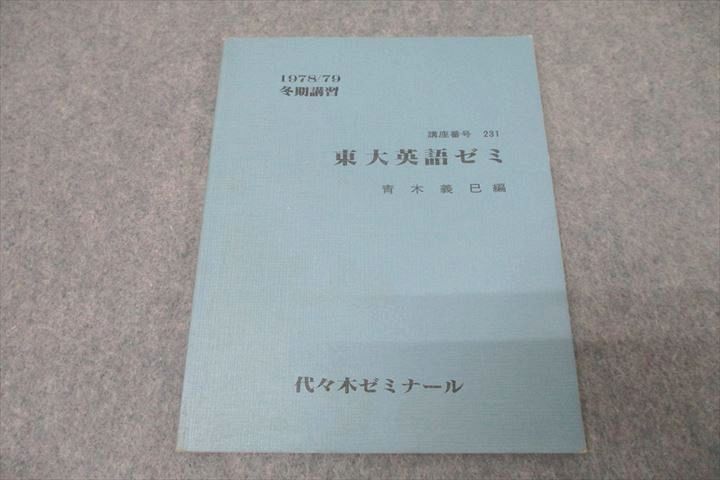 1978/79
冬期講習
講座番号 231
東大英語ゼミ
青木義巳編
代々木ゼミナール